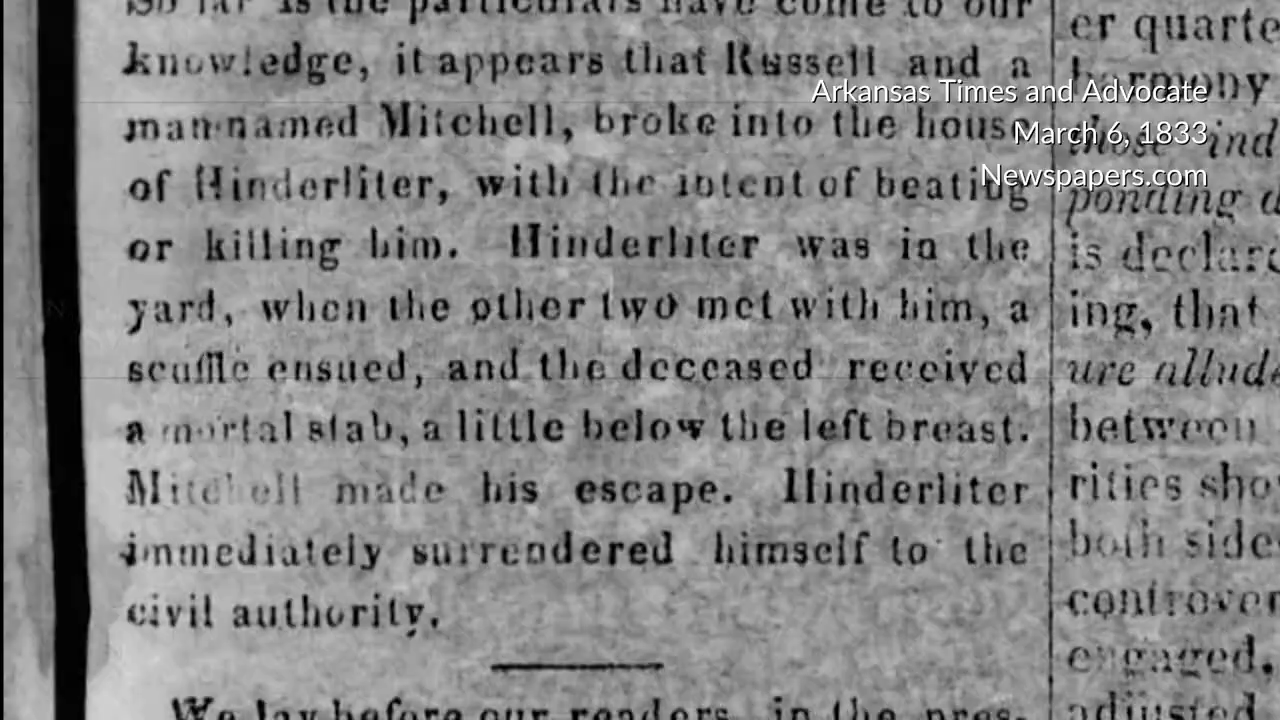 So far as the particulars have come to our
knowledge, it appears that Russell and a
man named Mitchell, broke into the house
of Hinderliter, with the intent of beating
or killing him. Hinderliter was in the
yard, when the other two met with him, a
scuffle ensued, and the deceased received
a mortal stab, a little below the left breast.
Mitchell made his escape. Hinderliter
immediately surrendered himself to the
civil authority.
We lay before our readers, in the pres-
er quarte
harmony
those ind
ponding a
is declare
ing, that
ure allude
between
rities sho
both side
controver
engaged,
adjusted
Arkansas Times and Advocate
March 6, 1833
Newspapers.com